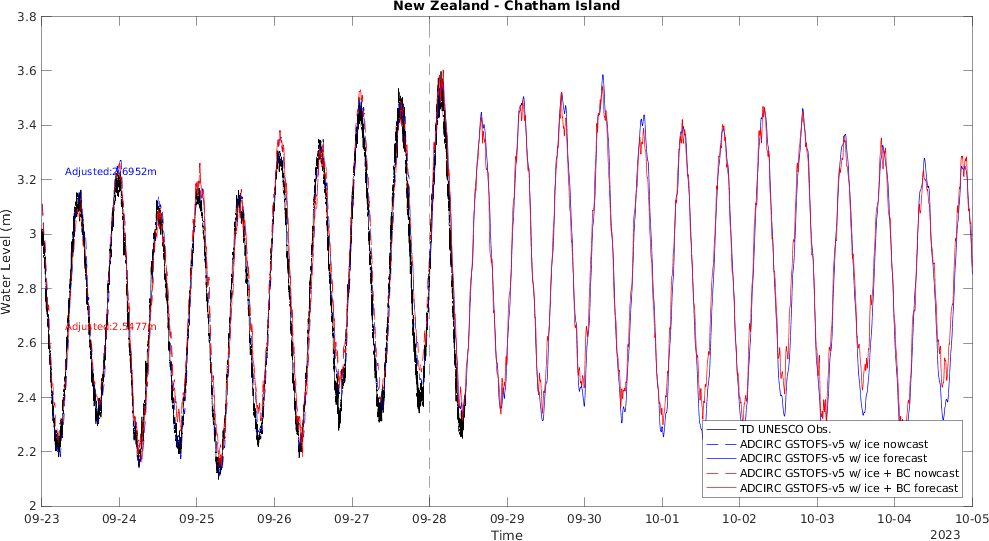 New Zealand - Chatham Island
3.8
3.6
3.4
3.2
3
2.8
2.6
2.4
2.2
2
Water Level (m)
Adjusted:2.6952m
Adjusted:2.5477m
TD UNESCO Obs.
ADCIRC GSTOFS-v5 w/ ice nowcast
ADCIRC GSTOFS-v5 w/ ice forecast
ADCIRC GSTOFS-v5 w/ ice + BC nowcast
ADCIRC GSTOFS-v5 w/ ice + BC forecast
09-23 09-24 09-25 09-26 09-27 09-28 09-29 09-30 10-01 10-02 10-03 10-04 10-05
Time
2023